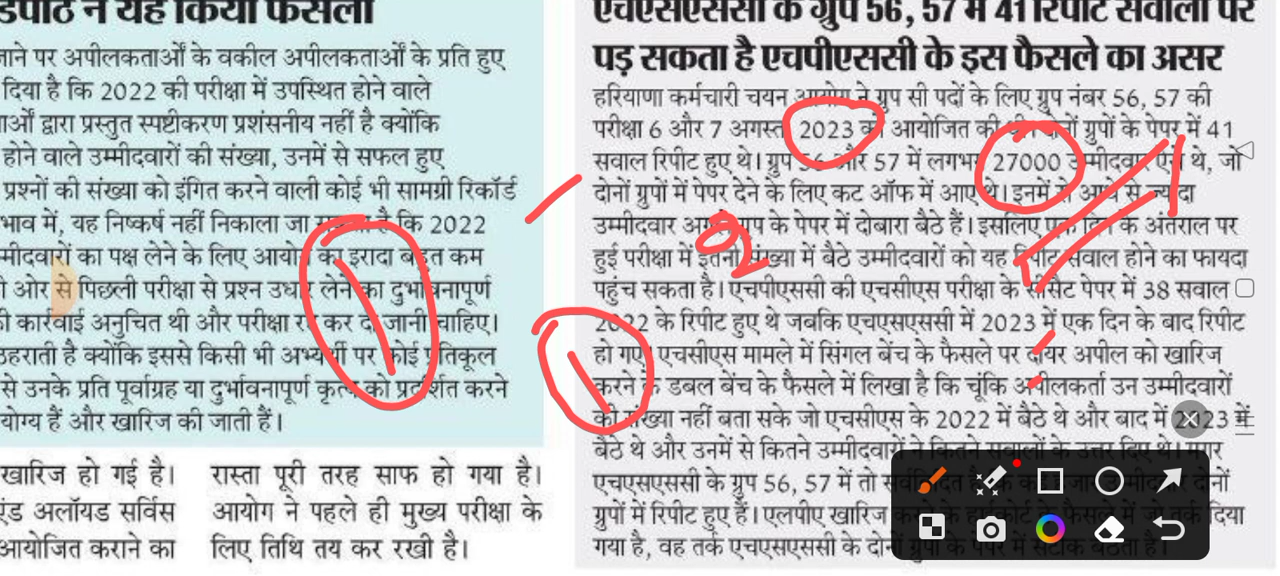 डपीठ ने यह किया फैसला
जाने पर अपीलकताओं के वकील अपीलकताओं के प्रति हुए
दिया है कि 2022 की परीक्षा में उपस्थित होने वाले
ओं द्वारा प्रस्तुत स्पष्टीकरण प्रशंसनीय नहीं है क्योंकि
होने वाले उम्मीदवारों की संख्या, उनमें से सफल हुए
प्रश्नों की संख्या को इंगित करने वाली कोई भी सामग्री रिकॉर्ड
भाव में, यह निष्कर्ष नहीं निकाला जा सकता है कि 2022
म्मीदवारों का पक्ष लेने के लिए आयोग का इरादा बहुत कम
ओर से पिछली परीक्षा से प्रश्न उधार लेने का दुर्भावनापूर्ण
की कार्रवाई अनुचित थी और परीक्षा रद्द कर दी जानी चाहिए।
ठहराती है क्योंकि इससे किसी भी अभ्यर्थी पर कोई प्रतिकूल
से उनके प्रति पूर्वाग्रह या दुर्भावनापूर्ण कृत्य को प्रदर्शित करने
योग्य हैं और खारिज की जाती हैं।
खारिज हो गई है।
एंड अलॉयड सर्विस
आयोजित कराने का
रास्ता पूरी तरह साफ हो गया है।
आयोग ने पहले ही मुख्य परीक्षा के
लिए तिथि तय कर रखी है।
एचएसएससी के ग्रुप 56, 57 में 41 रिपीट सवालों पर
पड़ सकता है एचपीएससी के इस फैसले का असर
हरियाणा कर्मचारी चयन आयोग ने ग्रुप सी पदों के लिए ग्रुप नंबर 56, 57 की
परीक्षा 6 और 7 अगस्त 2023 को आयोजित की थी। दोनों ग्रुपों के पेपर में 41
सवाल रिपीट हुए थे। ग्रुप 56 और 57 में लगभग 27000 उम्मीदवार ऐसे थे, जो
दोनों ग्रुपों में पेपर देने के लिए कट ऑफ में आए थे। इनमें से आधे से ज्यादा
उम्मीदवार अगले ग्रुप के पेपर में दोबारा बैठे हैं। इसलिए एक दिन के अंतराल पर
हुई परीक्षा में इतनी संख्या में बैठे उम्मीदवारों को यह रिपीट सवाल होने का फायदा
पहुंच सकता है। एचपीएससी की एचसीएस परीक्षा के सीसैट पेपर में 38 सवाल
2022 के रिपीट हुए थे जबकि एचएसएससी में 2023 में एक दिन के बाद रिपीट
हो गए। एचसीएस मामले में सिंगल बेंच के फैसले पर दायर अपील को खारिज
करने के डबल बेंच के फैसले में लिखा है कि चूंकि अपीलकर्ता उन उम्मीदवारों
की संख्या नहीं बता सके जो एचसीएस के 2022 में बैठे थे और बाद में 2023 में
बैठे थे और उनमें से कितने उम्मीदवारों ने कितने सवालों के उत्तर दिए थे। मगर
एचएसएससी के ग्रुप 56, 57 में तो दोनों
ग्रुपों में रिपीट हुए हैं। एलपीए खारिज दिया
गया है, वह तर्क एचएसएससी के दोनों ग्रुपों के पेपर में सटीक बैठता है।